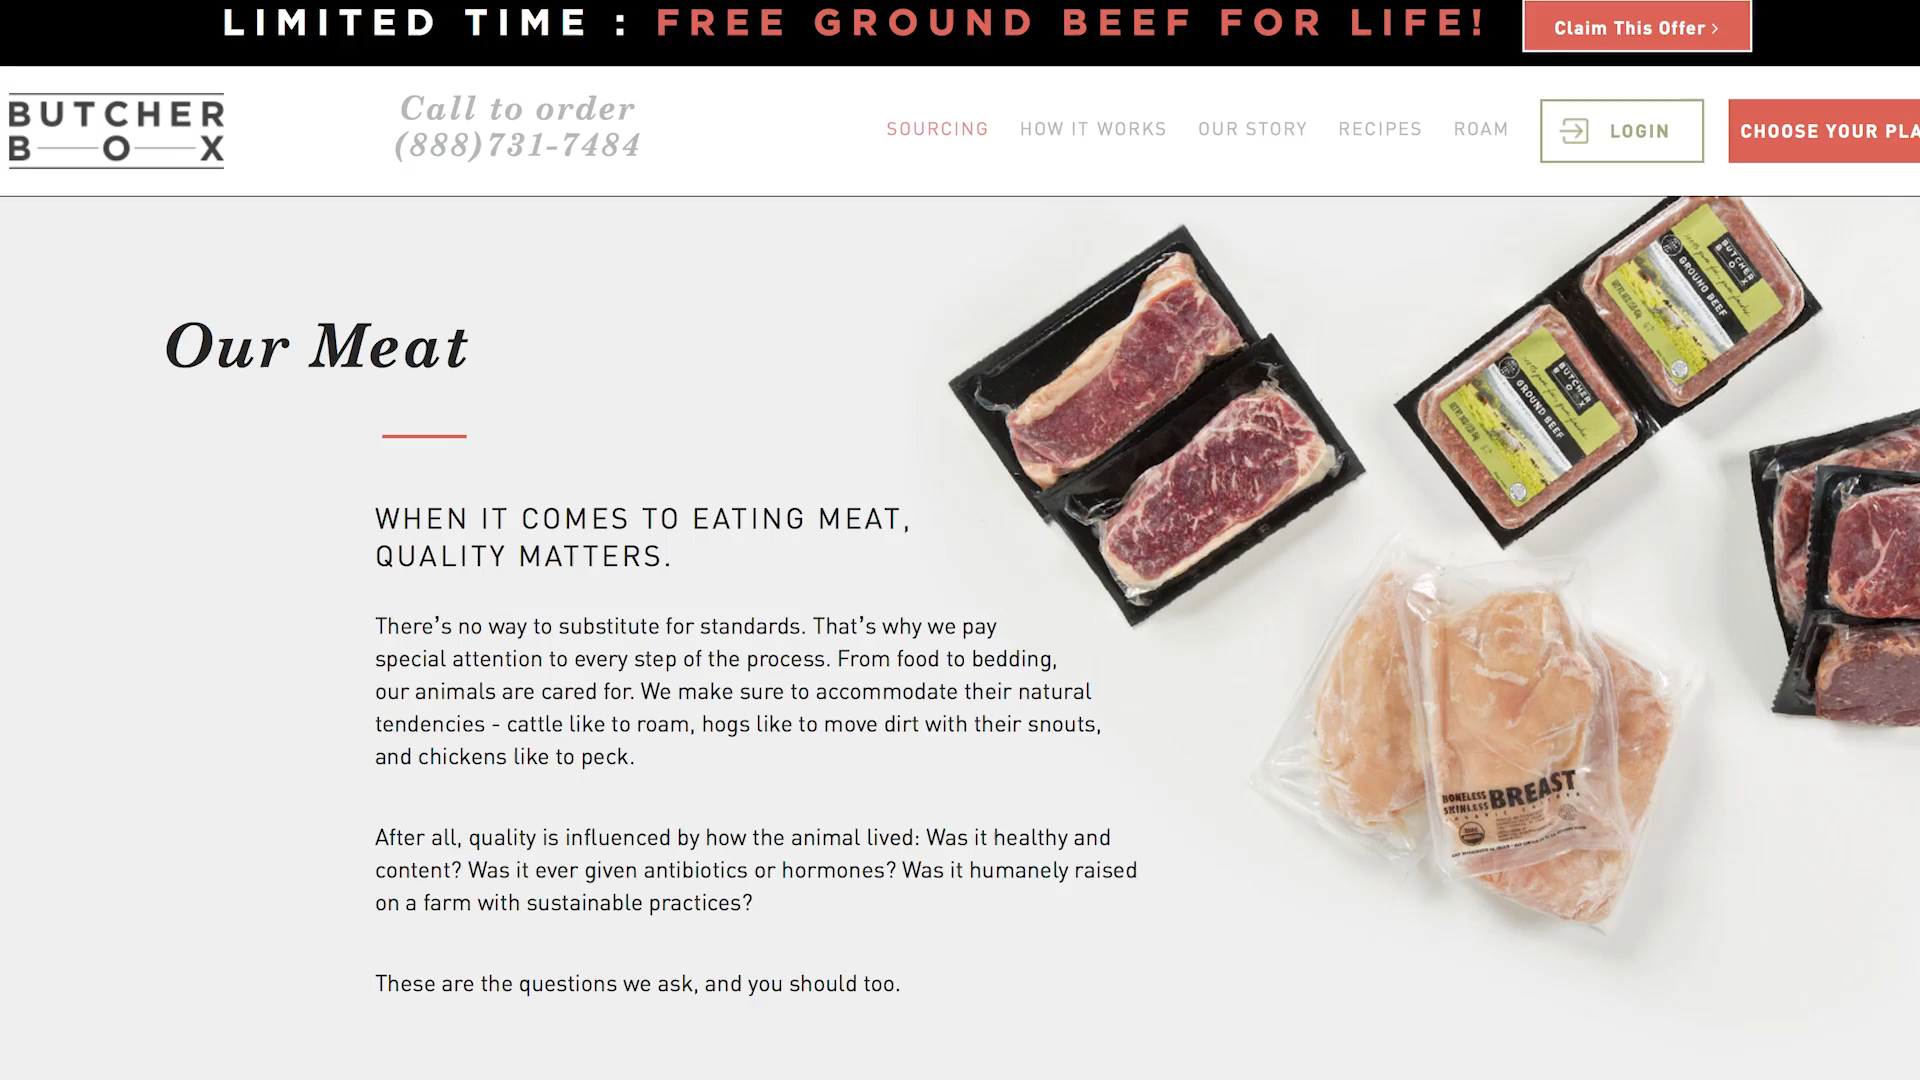 LIMITED TIME : FREE GROUND BEEF FOR LIFE!
Claim This Offer >
BUTCHER
BOX
Call to order
(888)731-7484
SOURCING
HOW IT WORKS
OUR STORY
RECIPES
ROAM
LOGIN
CHOOSE YOUR PLA
Our Meat
WHEN IT COMES TO EATING MEAT,
QUALITY MATTERS.
There's no way to substitute for standards. That's why we pay
special attention to every step of the process. From food to bedding,
our animals are cared for. We make sure to accommodate their natural
tendencies - cattle like to roam, hogs like to move dirt with their snouts,
and chickens like to peck.
After all, quality is influenced by how the animal lived: Was it healthy and
content? Was it ever given antibiotics or hormones? Was it humanely raised
on a farm with sustainable practices?
These are the questions we ask, and you should too.
BUTCHER
BOX
GROUND BEEF
BUTCHER
BOX
GROUND BEEF
BONELESS
SKINLESS BREAST
ORGANIC